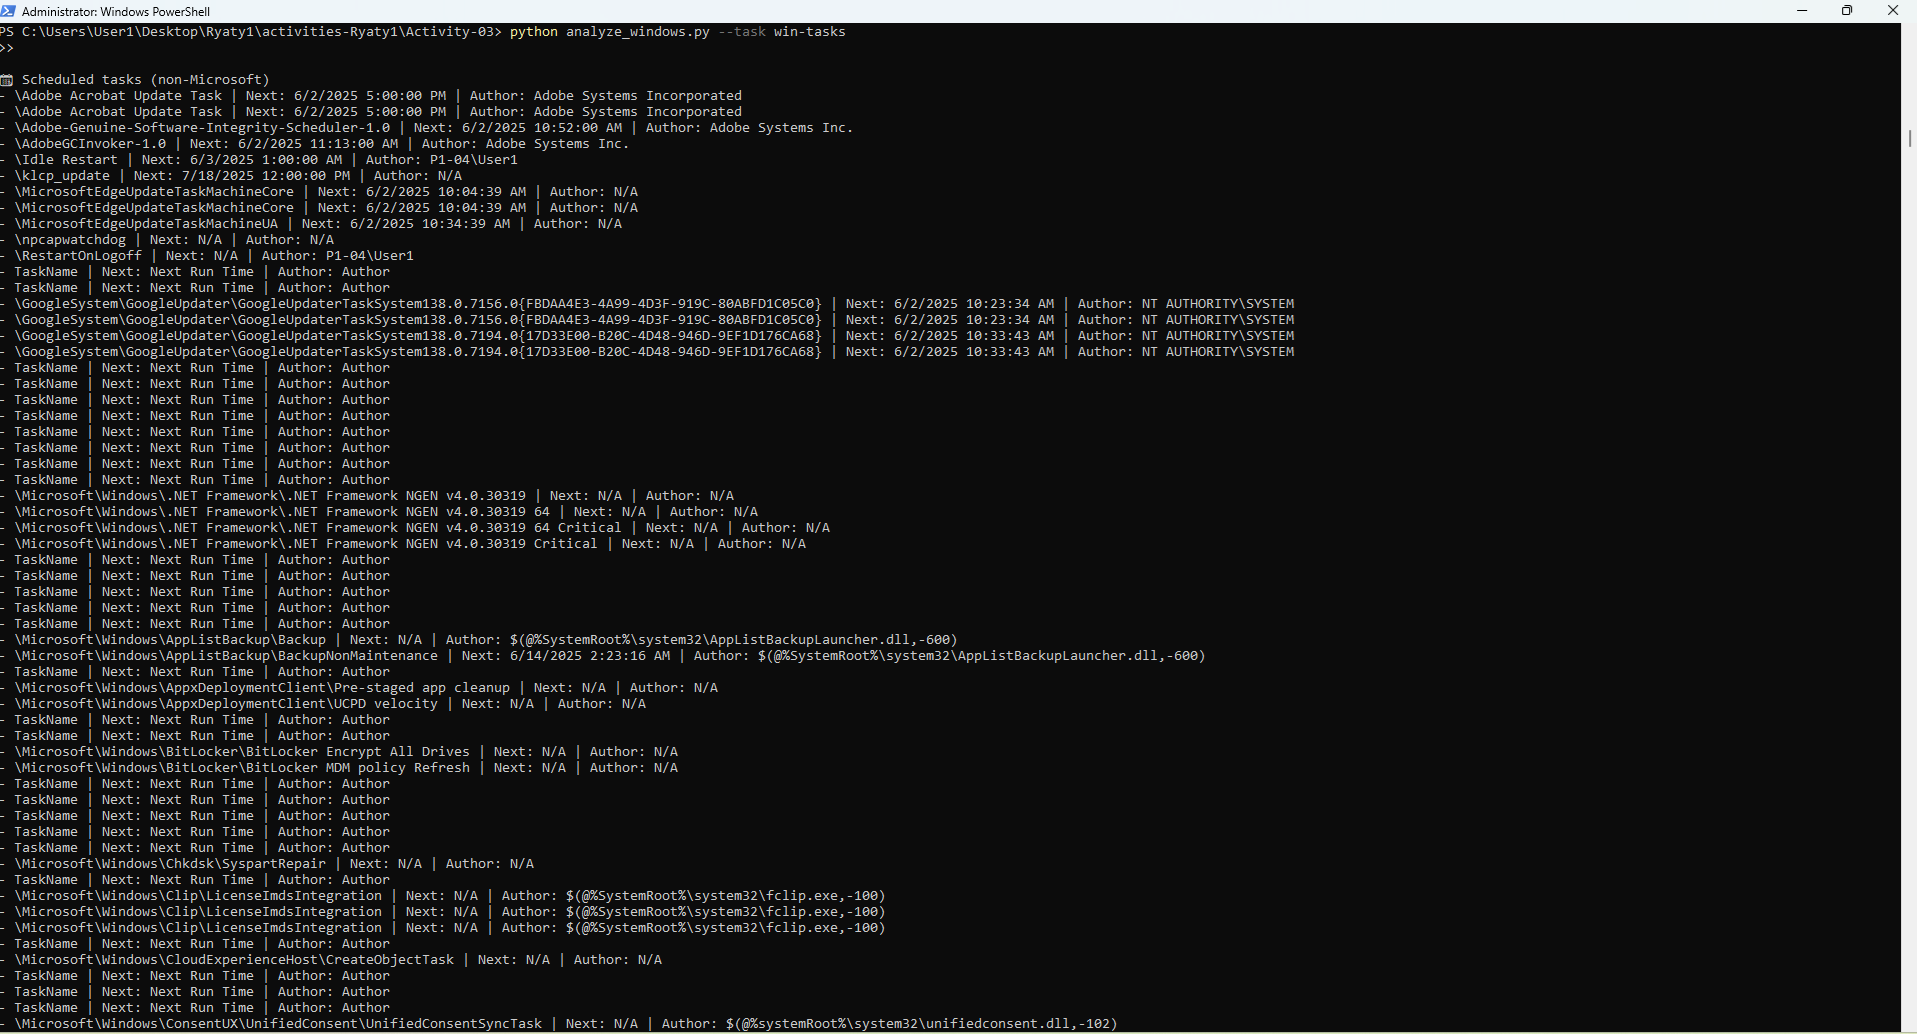 Administrator: Windows PowerShell
PS C:\Users\User1\Desktop\Ryaty1\activities-Ryaty1\Activity-03> python analyze_windows.py --task win-tasks
>>
Scheduled tasks (non-Microsoft)
- \Adobe Acrobat Update Task | Next: 6/2/2025 5:00:00 PM | Author: Adobe Systems Incorporated
- \Adobe Acrobat Update Task | Next: 6/2/2025 5:00:00 PM | Author: Adobe Systems Incorporated
- \Adobe-Genuine-Software-Integrity-Scheduler-1.0 | Next: 6/2/2025 10:52:00 AM | Author: Adobe Systems Inc.
- \AdobeGCInvoker-1.0 | Next: 6/2/2025 11:13:00 AM | Author: Adobe Systems Inc.
- \Idle Restart | Next: 6/3/2025 1:00:00 AM | Author: P1-04\User1
- \klcp_update | Next: 7/18/2025 12:00:00 PM | Author: N/A
- \MicrosoftEdgeUpdateTaskMachineCore | Next: 6/2/2025 10:04:39 AM | Author: N/A
- \MicrosoftEdgeUpdateTaskMachineCore | Next: 6/2/2025 10:04:39 AM | Author: N/A
- \MicrosoftEdgeUpdateTaskMachineUA | Next: 6/2/2025 10:34:39 AM | Author: N/A
- \npcapwatchdog | Next: N/A | Author: N/A
- \RestartOnLogoff | Next: N/A | Author: P1-04\User1
- TaskName | Next: Next Run Time | Author: Author
- TaskName | Next: Next Run Time | Author: Author
- \GoogleSystem\GoogleUpdater\GoogleUpdaterTaskSystem138.0.7156.0{FBDAA4E3-4A99-4D3F-919C-80ABFD1C05C0} | Next: 6/2/2025 10:23:34 AM | Author: NT AUTHORITY\SYSTEM
- \GoogleSystem\GoogleUpdater\GoogleUpdaterTaskSystem138.0.7156.0{FBDAA4E3-4A99-4D3F-919C-80ABFD1C05C0} | Next: 6/2/2025 10:23:34 AM | Author: NT AUTHORITY\SYSTEM
- \GoogleSystem\GoogleUpdater\GoogleUpdaterTaskSystem138.0.7194.0{17D33E00-B20C-4D48-946D-9EF1D176CA68} | Next: 6/2/2025 10:33:43 AM | Author: NT AUTHORITY\SYSTEM
- \GoogleSystem\GoogleUpdater\GoogleUpdaterTaskSystem138.0.7194.0{17D33E00-B20C-4D48-946D-9EF1D176CA68} | Next: 6/2/2025 10:33:43 AM | Author: NT AUTHORITY\SYSTEM
- TaskName | Next: Next Run Time | Author: Author
- TaskName | Next: Next Run Time | Author: Author
- TaskName | Next: Next Run Time | Author: Author
- TaskName | Next: Next Run Time | Author: Author
- TaskName | Next: Next Run Time | Author: Author
- TaskName | Next: Next Run Time | Author: Author
- TaskName | Next: Next Run Time | Author: Author
- TaskName | Next: Next Run Time | Author: Author
- \Microsoft\Windows\.NET Framework\.NET Framework NGEN v4.0.30319 | Next: N/A | Author: N/A
- \Microsoft\Windows\.NET Framework\.NET Framework NGEN v4.0.30319 64 | Next: N/A | Author: N/A
- \Microsoft\Windows\.NET Framework\.NET Framework NGEN v4.0.30319 64 Critical | Next: N/A | Author: N/A
- \Microsoft\Windows\.NET Framework\.NET Framework NGEN v4.0.30319 Critical | Next: N/A | Author: N/A
- TaskName | Next: Next Run Time | Author: Author
- TaskName | Next: Next Run Time | Author: Author
- TaskName | Next: Next Run Time | Author: Author
- TaskName | Next: Next Run Time | Author: Author
- TaskName | Next: Next Run Time | Author: Author
- \Microsoft\Windows\AppListBackup\Backup | Next: N/A | Author: $(@%SystemRoot%\system32\AppListBackupLauncher.dll,-600)
- \Microsoft\Windows\AppListBackup\BackupNonMaintenance | Next: 6/14/2025 2:23:16 AM | Author: $(@%SystemRoot%\system32\AppListBackupLauncher.dll,-600)
- TaskName | Next: Next Run Time | Author: Author
- \Microsoft\Windows\AppxDeploymentClient\Pre-staged app cleanup | Next: N/A | Author: N/A
- \Microsoft\Windows\AppxDeploymentClient\UCPD velocity | Next: N/A | Author: N/A
- TaskName | Next: Next Run Time | Author: Author
- TaskName | Next: Next Run Time | Author: Author
- \Microsoft\Windows\BitLocker\BitLocker Encrypt All Drives | Next: N/A | Author: N/A
- \Microsoft\Windows\BitLocker\BitLocker MDM policy Refresh | Next: N/A | Author: N/A
- TaskName | Next: Next Run Time | Author: Author
- TaskName | Next: Next Run Time | Author: Author
- TaskName | Next: Next Run Time | Author: Author
- TaskName | Next: Next Run Time | Author: Author
- TaskName | Next: Next Run Time | Author: Author
- \Microsoft\Windows\Chkdsk\SyspartRepair | Next: N/A | Author: N/A
- TaskName | Next: Next Run Time | Author: Author
- \Microsoft\Windows\Clip\LicenseImdsIntegration | Next: N/A | Author: $(@%SystemRoot%\system32\fclip.exe,-100)
- \Microsoft\Windows\Clip\LicenseImdsIntegration | Next: N/A | Author: $(@%SystemRoot%\system32\fclip.exe,-100)
- \Microsoft\Windows\Clip\LicenseImdsIntegration | Next: N/A | Author: $(@%SystemRoot%\system32\fclip.exe,-100)
- TaskName | Next: Next Run Time | Author: Author
- \Microsoft\Windows\CloudExperienceHost\CreateObjectTask | Next: N/A | Author: N/A
- TaskName | Next: Next Run Time | Author: Author
- TaskName | Next: Next Run Time | Author: Author
- TaskName | Next: Next Run Time | Author: Author
- \Microsoft\Windows\ConsentUX\UnifiedConsent\UnifiedConsentSyncTask | Next: N/A | Author: $(@%systemRoot%\system32\unifiedconsent.dll,-102)